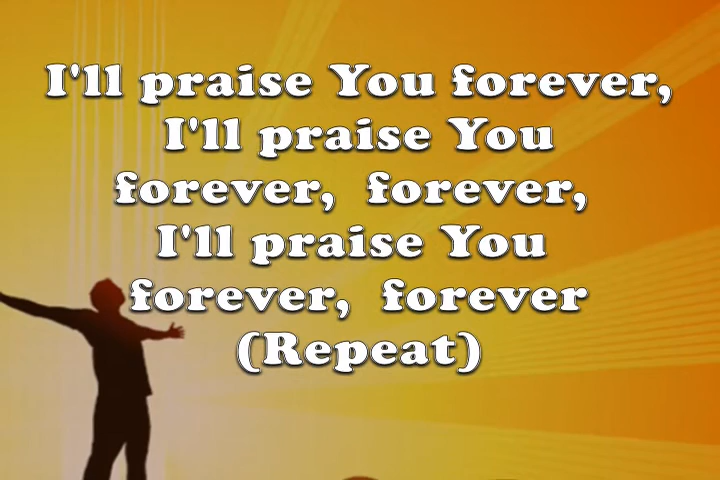 I'll praise You forever,
I'll praise You
forever, forever,
I'll praise You
forever, forever
(Repeat)